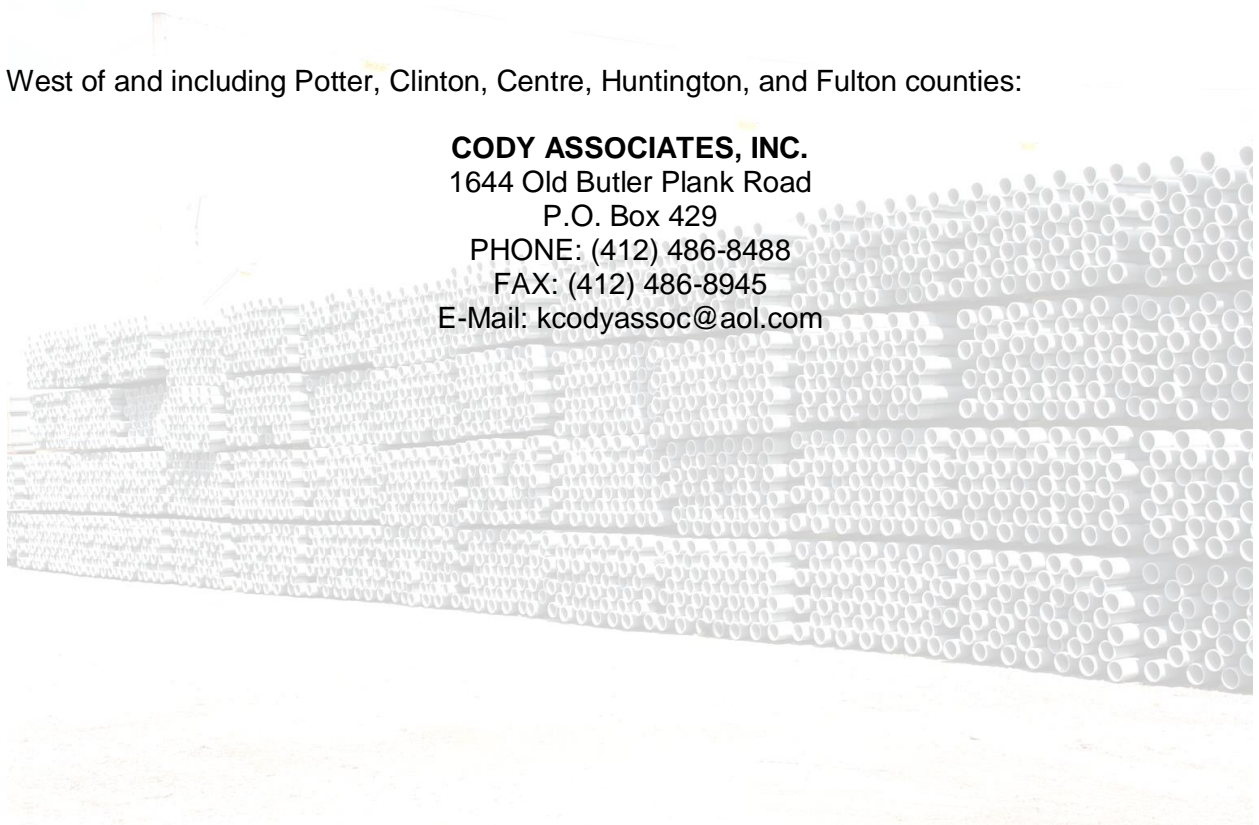 West of and including Potter, Clinton, Centre, Huntington, and Fulton counties:
CODY ASSOCIATES, INC.
1644 Old Butler Plank Road
P.O. Box 429
PHONE: (412) 486-8488
FAX: (412) 486-8945
E-Mail: kcodyassoc@aol.com